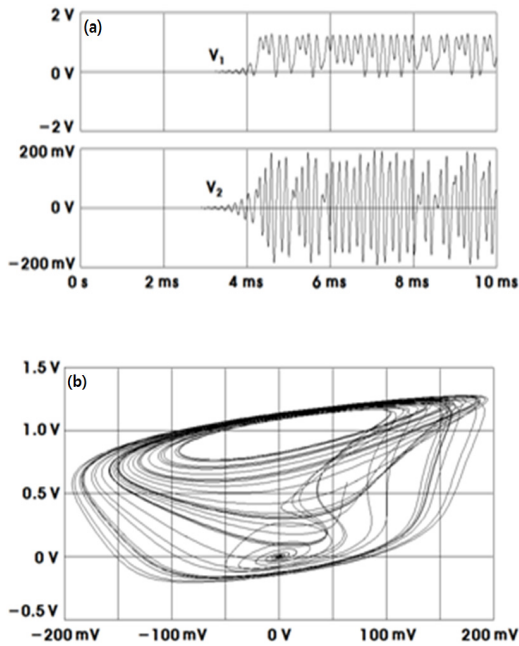 2 V
(a)
V1
0 V
−2 V
200 mV
V2
0 V
−200 mV
0 s 2 ms 4 ms 6 ms 8 ms 10 ms
1.5 V
(b)
1.0 V
0.5 V
0 V
−0.5 V
−200 mV −100 mV 0 V 100 mV 200 mV